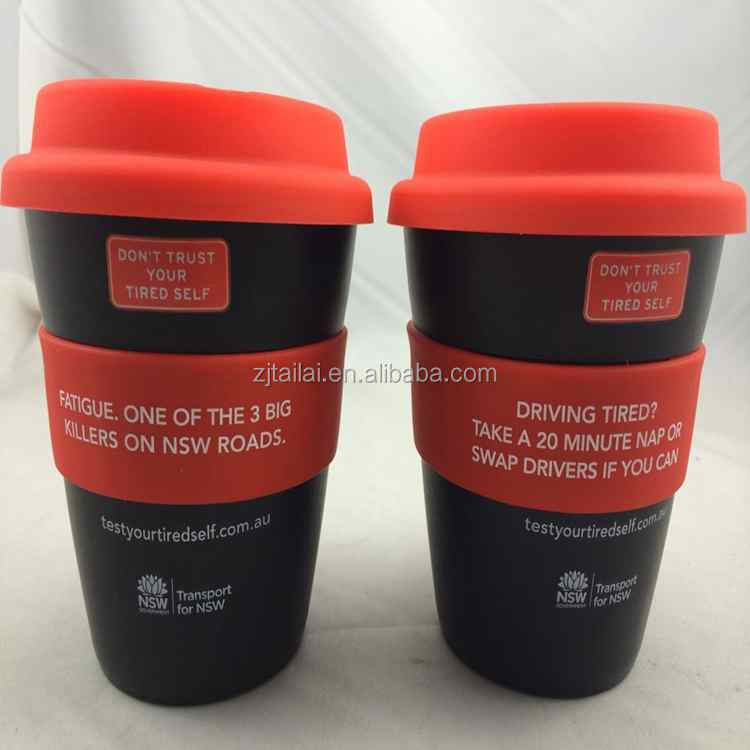 DON'T TRUST
YOUR
TIRED SELF
FATIGUE. ONE OF THE 3 BIG
KILLERS ON NSW ROADS.
testyourtiredself.com.au
NSW
GOVERNMENT
Transport
for NSW
DON'T TRUST
YOUR
TIRED SELF
DRIVING TIRED?
TAKE A 20 MINUTE NAP OR
SWAP DRIVERS IF YOU CAN
testyourtiredself.com.au
NSW
GOVERNMENT
Transport
for NSW
zjtailai.en.alibaba.com